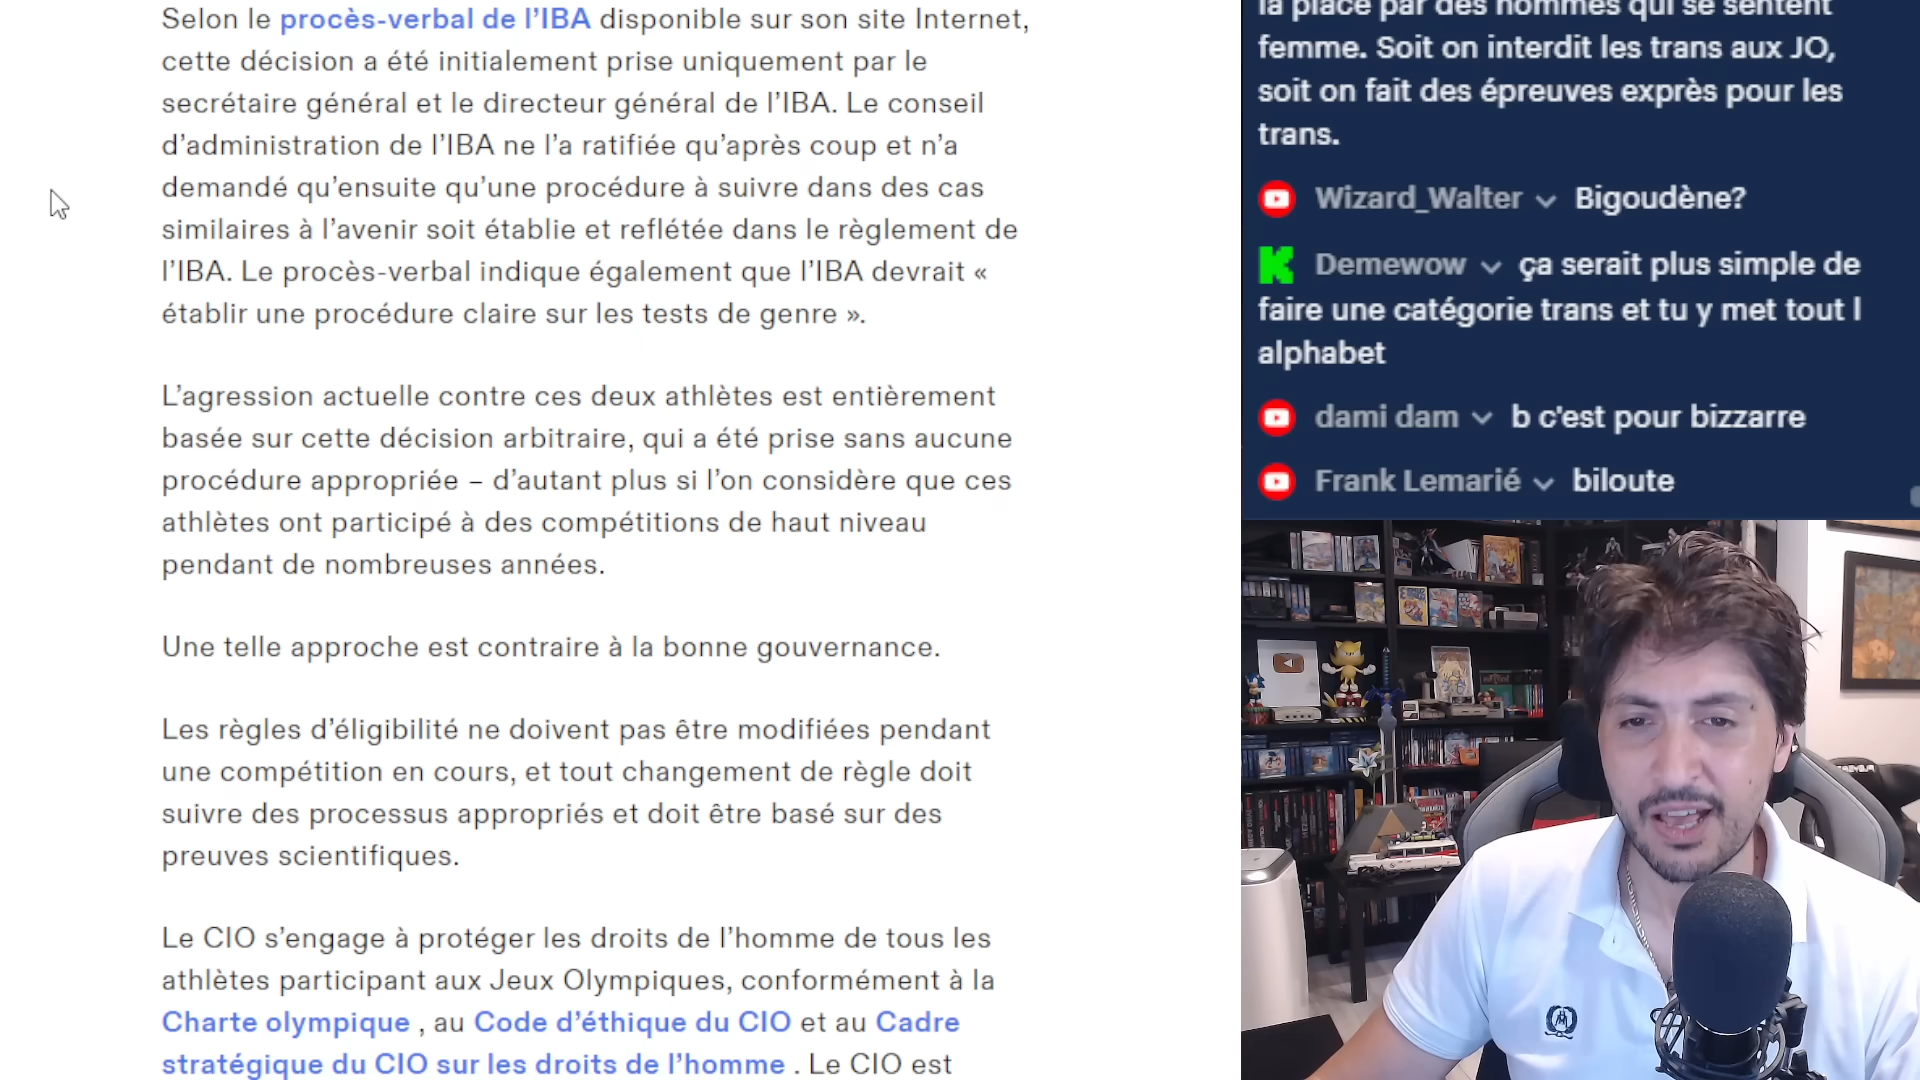 Selon le procès-verbal de l’IBA disponible sur son site Internet,
cette décision a été initialement prise uniquement par le
secrétaire général et le directeur général de l’IBA. Le conseil
d’administration de l’IBA ne l’a ratifiée qu’après coup et n’a
demandé qu’ensuite qu’une procédure à suivre dans des cas
similaires à l’avenir soit établie et reflétée dans le règlement de
l’IBA. Le procès-verbal indique également que l’IBA devrait «
établir une procédure claire sur les tests de genre ».
L’agression actuelle contre ces deux athlètes est entièrement
basée sur cette décision arbitraire, qui a été prise sans aucune
procédure appropriée – d’autant plus si l’on considère que ces
athlètes ont participé à des compétitions de haut niveau
pendant de nombreuses années.
Une telle approche est contraire à la bonne gouvernance.
Les règles d’éligibilité ne doivent pas être modifiées pendant
une compétition en cours, et tout changement de règle doit
suivre des processus appropriés et doit être basé sur des
preuves scientifiques.
Le CIO s’engage à protéger les droits de l’homme de tous les
athlètes participant aux Jeux Olympiques, conformément à la
Charte olympique , au Code d’éthique du CIO et au Cadre
stratégique du CIO sur les droits de l’homme . Le CIO est
la place par des hommes qui se sentent
femme. Soit on interdit les trans aux JO,
soit on fait des épreuves exprès pour les
trans.
Wizard_Walter Bigoudène?
Demewow ça serait plus simple de
faire une catégorie trans et tu y met tout l
alphabet
dami dam b c'est pour bizzarre
Frank Lemarié biloute